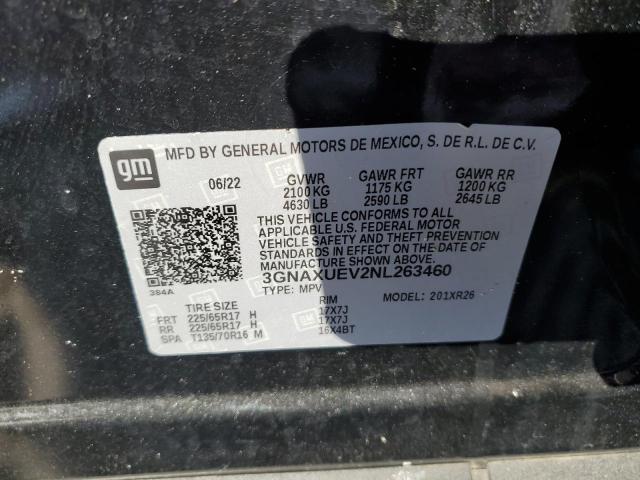 gm
MFD BY GENERAL MOTORS DE MEXICO, S. DE R.L. DE C.V.
06/22 GVWR GAWR FRT GAWR RR
2100 KG 1175 KG 1200 KG
4630 LB 2590 LB 2645 LB
THIS VEHICLE CONFORMS TO ALL
APPLICABLE U.S. FEDERAL MOTOR
VEHICLE SAFETY AND THEFT PREVENTION
STANDARDS IN EFFECT ON THE DATE OF
MANUFACTURE SHOWN ABOVE.
3GNAXUEV2NL263460
384A
TYPE: MPV MODEL: 201XR26
TIRE SIZE RIM
FRT 225/65R17 H 17X7J
RR 225/65R17 H 17X7J
SPA T135/70R16 M 16X4BT